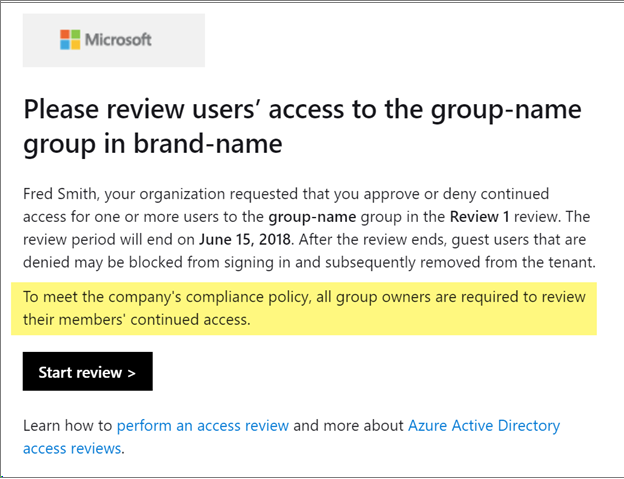 Microsoft
Please review users’ access to the group-name
group in brand-name
Fred Smith, your organization requested that you approve or deny continued
access for one or more users to the group-name group in the Review 1 review. The
review period will end on June 15, 2018. After the review ends, guest users that are
denied may be blocked from signing in and subsequently removed from the tenant.
To meet the company's compliance policy, all group owners are required to review
their members’ continued access.
Start review >
Learn how to perform an access review and more about Azure Active Directory
access reviews.